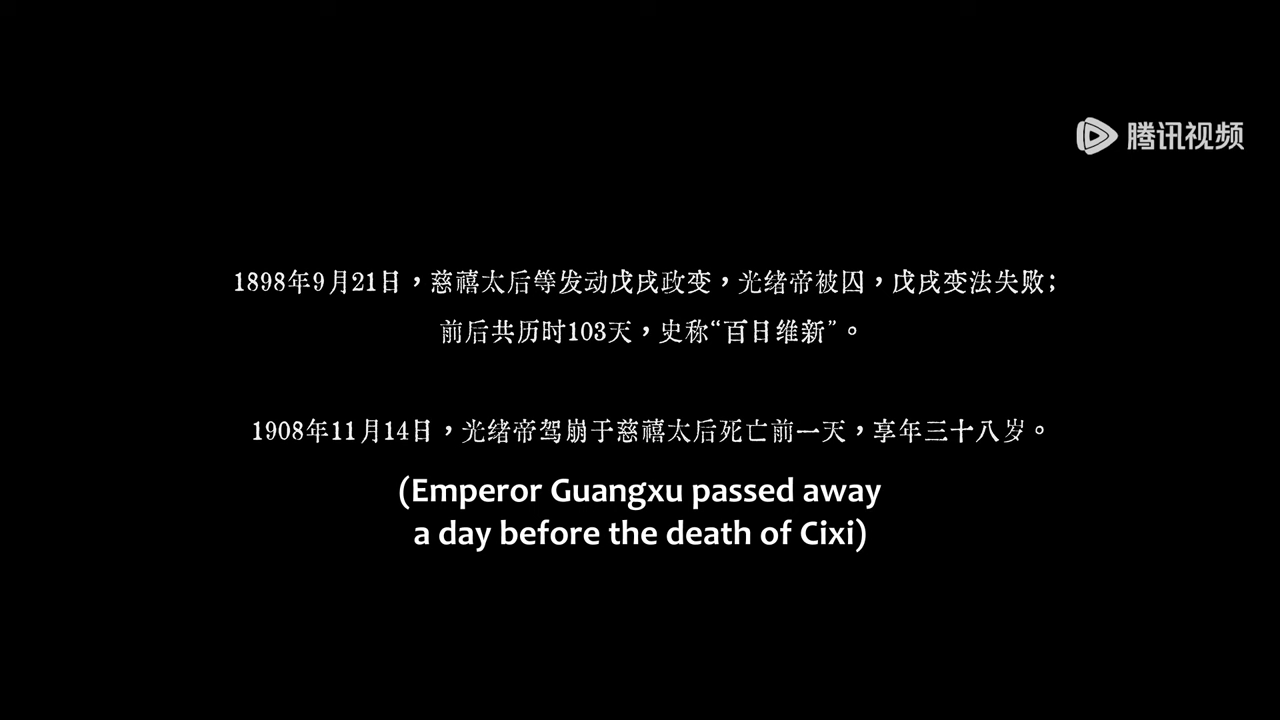 腾讯视频
1898年9月21日，慈禧太后等发动戊戌政变，光绪帝被囚，戊戌变法失败；
前后共历时103天，史称“百日维新”。
1908年11月14日，光绪帝驾崩于慈禧太后死亡前一天，享年三十八岁。
(Emperor Guangxu passed away
a day before the death of Cixi)